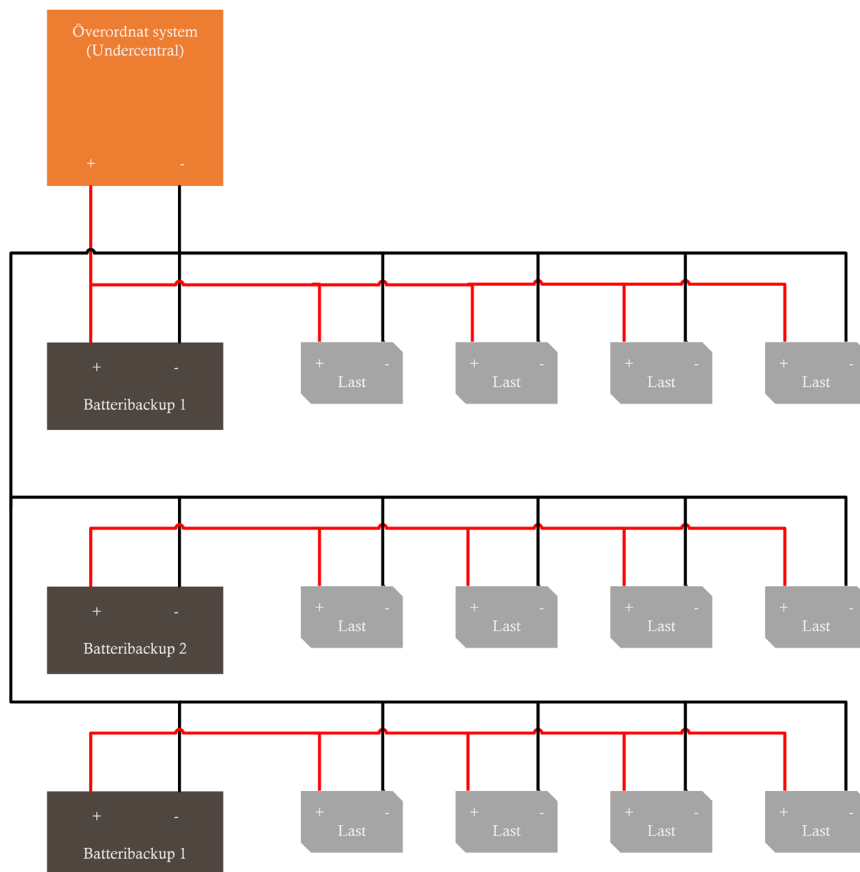 Överordnat system
(Undercentral)
+ -
+ -
Batteribackup 1
+ -
Last
+ -
Last
+ -
Last
+ -
Last
+ -
Batteribackup 2
+ -
Last
+ -
Last
+ -
Last
+ -
Last
+ -
Batteribackup 1
+ -
Last
+ -
Last
+ -
Last
+ -
Last